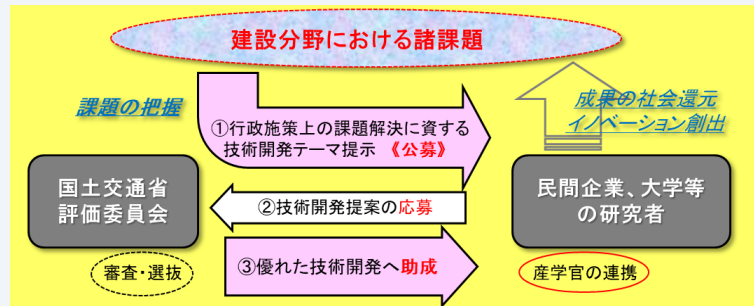 建設分野における諸課題
課題の把握
成果の社会還元
イノベーション創出
①行政施策上の課題解決に資する
技術開発テーマ提示 《公募》
国土交通省
評価委員会
民間企業、大学等
の研究者
②技術開発提案の応募
③優れた技術開発へ助成
審査・選抜
産学官の連携